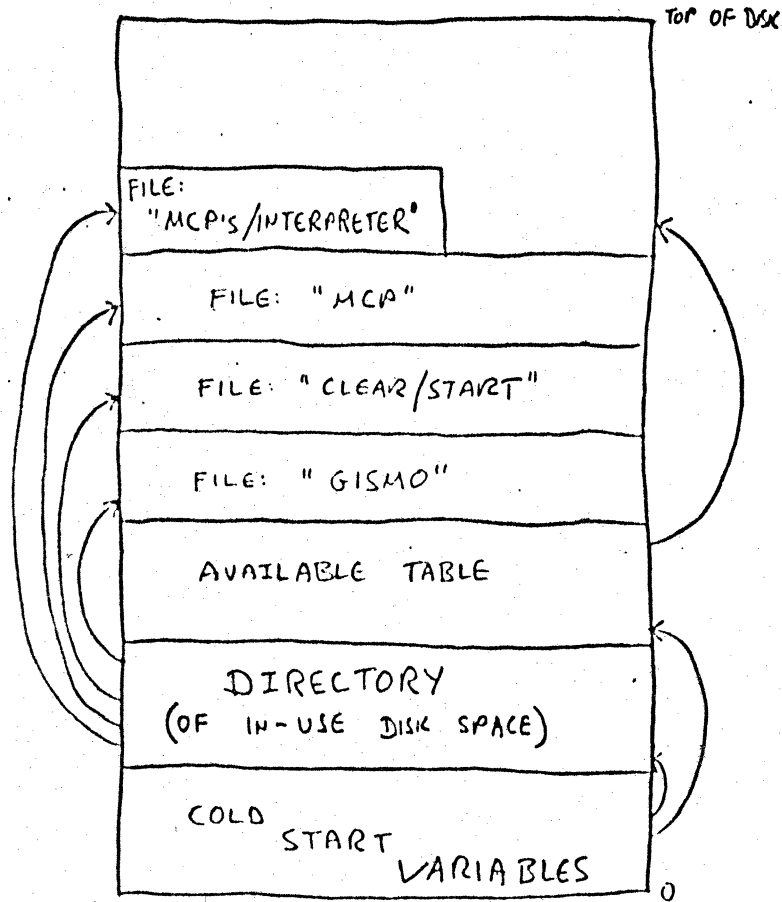 TOP OF DISK
FILE:
"MCP'S/INTERPRETER"
FILE: "MCP"
FILE: "CLEAR/START"
FILE: "GISMO"
AVAILABLE TABLE
DIRECTORY
(OF IN-USE DISK SPACE)
COLD
START
VARIABLES
0